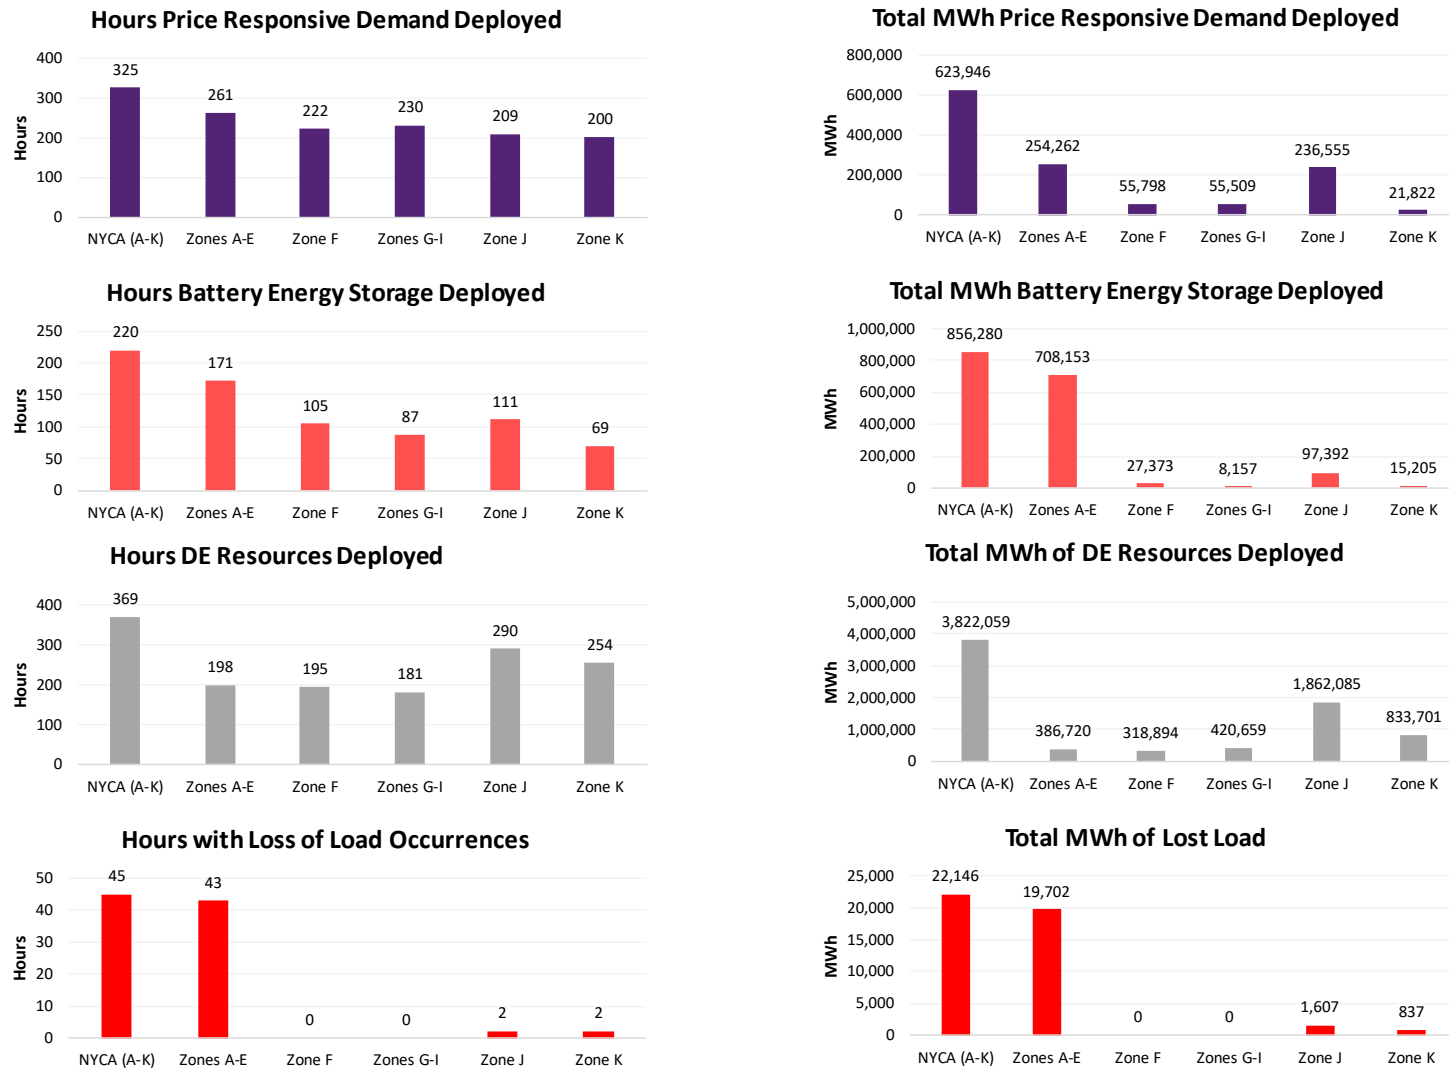 Hours Price Responsive Demand Deployed
400
300
200
100
0
Hours
325
261
222
230
209
200
NYCA (A-K)
Zones A-E
Zone F
Zones G-I
Zone J
Zone K
Total MWh Price Responsive Demand Deployed
800,000
600,000
400,000
200,000
0
MWh
623,946
254,262
55,798
55,509
236,555
21,822
NYCA (A-K)
Zones A-E
Zone F
Zones G-I
Zone J
Zone K
Hours Battery Energy Storage Deployed
250
200
150
100
50
0
Hours
220
171
105
87
111
69
NYCA (A-K)
Zones A-E
Zone F
Zones G-I
Zone J
Zone K
Total MWh Battery Energy Storage Deployed
1,000,000
800,000
600,000
400,000
200,000
0
MWh
856,280
708,153
27,373
8,157
97,392
15,205
NYCA (A-K)
Zones A-E
Zone F
Zones G-I
Zone J
Zone K
Hours DE Resources Deployed
400
300
200
100
0
Hours
369
198
195
181
290
254
NYCA (A-K)
Zones A-E
Zone F
Zones G-I
Zone J
Zone K
Total MWh of DE Resources Deployed
5,000,000
4,000,000
3,000,000
2,000,000
1,000,000
0
MWh
3,822,059
386,720
318,894
420,659
1,862,085
833,701
NYCA (A-K)
Zones A-E
Zone F
Zones G-I
Zone J
Zone K
Hours with Loss of Load Occurrences
50
40
30
20
10
0
Hours
45
43
0
0
2
2
NYCA (A-K)
Zones A-E
Zone F
Zones G-I
Zone J
Zone K
Total MWh of Lost Load
25,000
20,000
15,000
10,000
5,000
0
MWh
22,146
19,702
0
0
1,607
837
NYCA (A-K)
Zones A-E
Zone F
Zones G-I
Zone J
Zone K